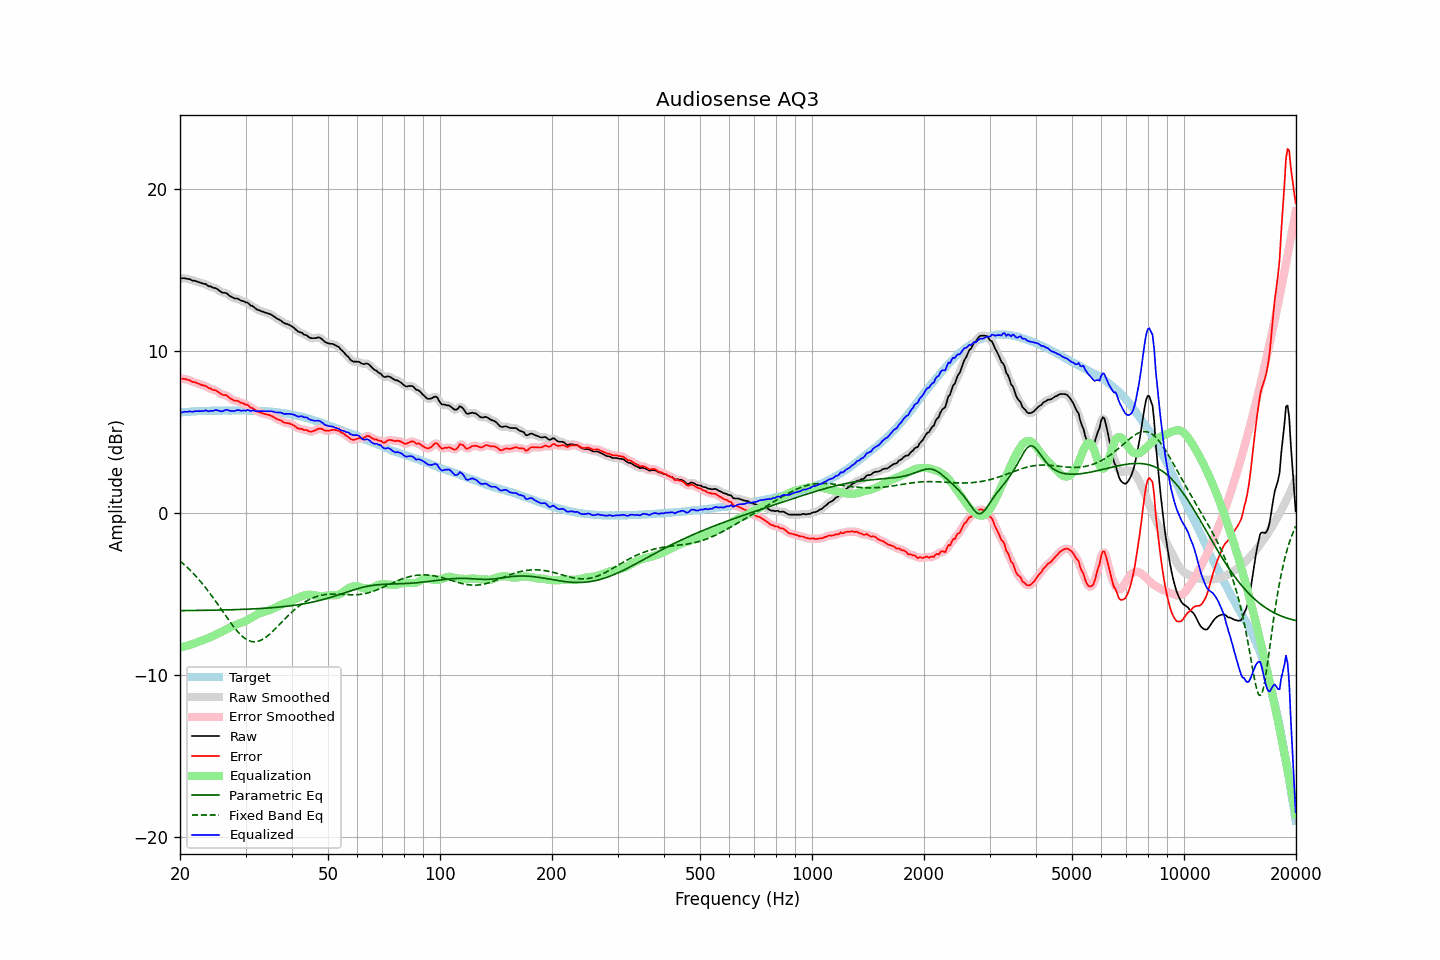 Audiosense AQ3
Amplitude (dBr)
20
10
0
−10
−20
Target
Raw Smoothed
Error Smoothed
Raw
Error
Equalization
Parametric Eq
Fixed Band Eq
Equalized
20 50 100 200 500 1000 2000 5000 10000 20000
Frequency (Hz)